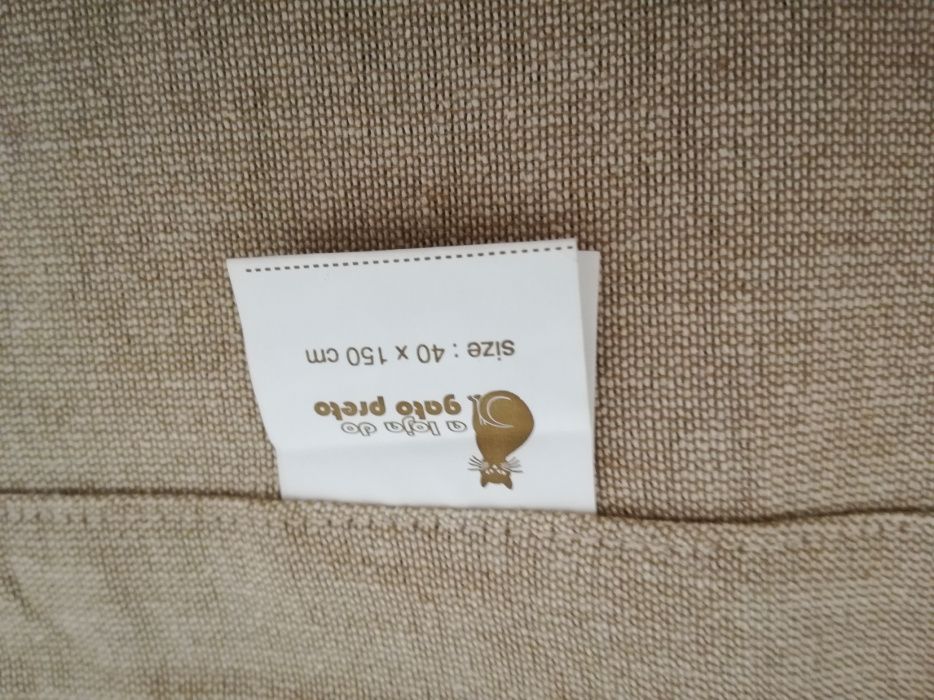 a loja do
gato preto
size : 40 x 150 cm